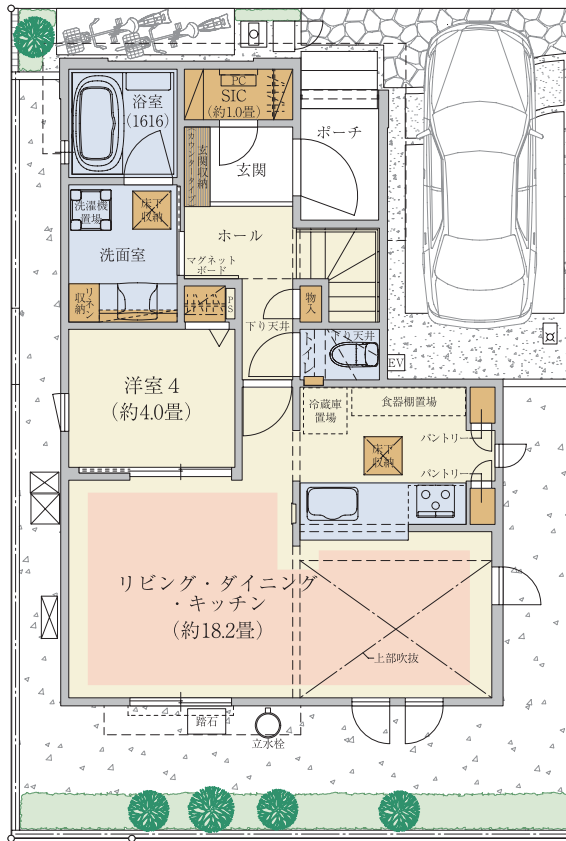 浴室
(1616)
PC
SIC
(約1.0畳)
ポーチ
玄関
玄関収納
カウンタータイプ
洗濯機
置場
床下
収納
ホール
洗面室
マグネット
ボード
リネン
収納
PS
物入
下り天井
トイレ
下り天井
EV
洋室4
(約4.0畳)
冷蔵庫
置場
食器棚置場
パントリー
床下
収納
パントリー
リビング・ダイニング
・キッチン
(約18.2畳)
上部吹抜
踏石
立水栓